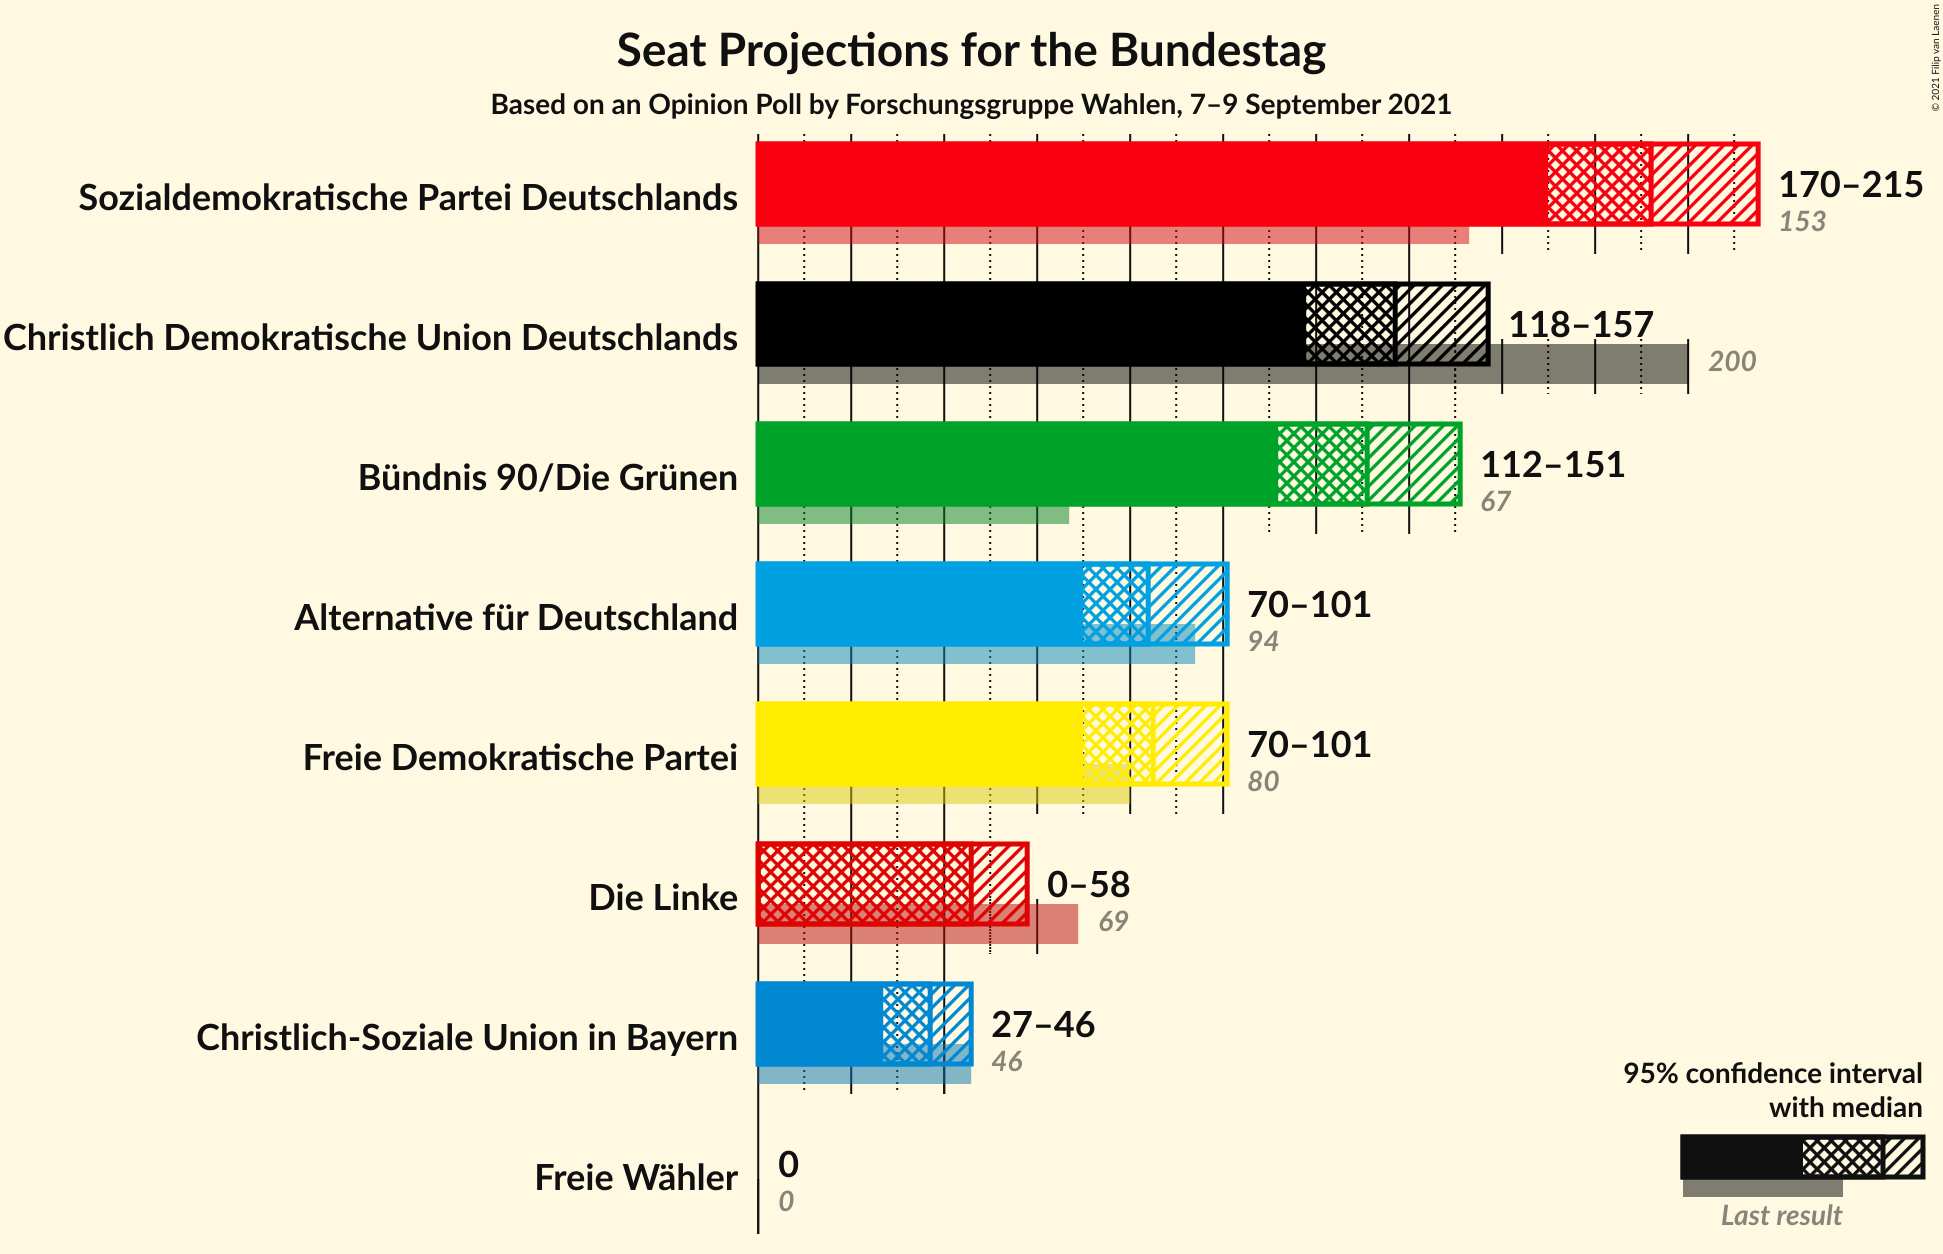 Seat Projections for the Bundestag
Based on an Opinion Poll by Forschungsgruppe Wahlen, 7–9 September 2021
© 2021 Filip van Laenen
Sozialdemokratische Partei Deutschlands
170–215
153
Christlich Demokratische Union Deutschlands
118–157
200
Bündnis 90/Die Grünen
112–151
67
Alternative für Deutschland
70–101
94
Freie Demokratische Partei
70–101
80
Die Linke
0–58
69
Christlich-Soziale Union in Bayern
27–46
46
Freie Wähler
0
0
95% confidence interval
with median
Last result